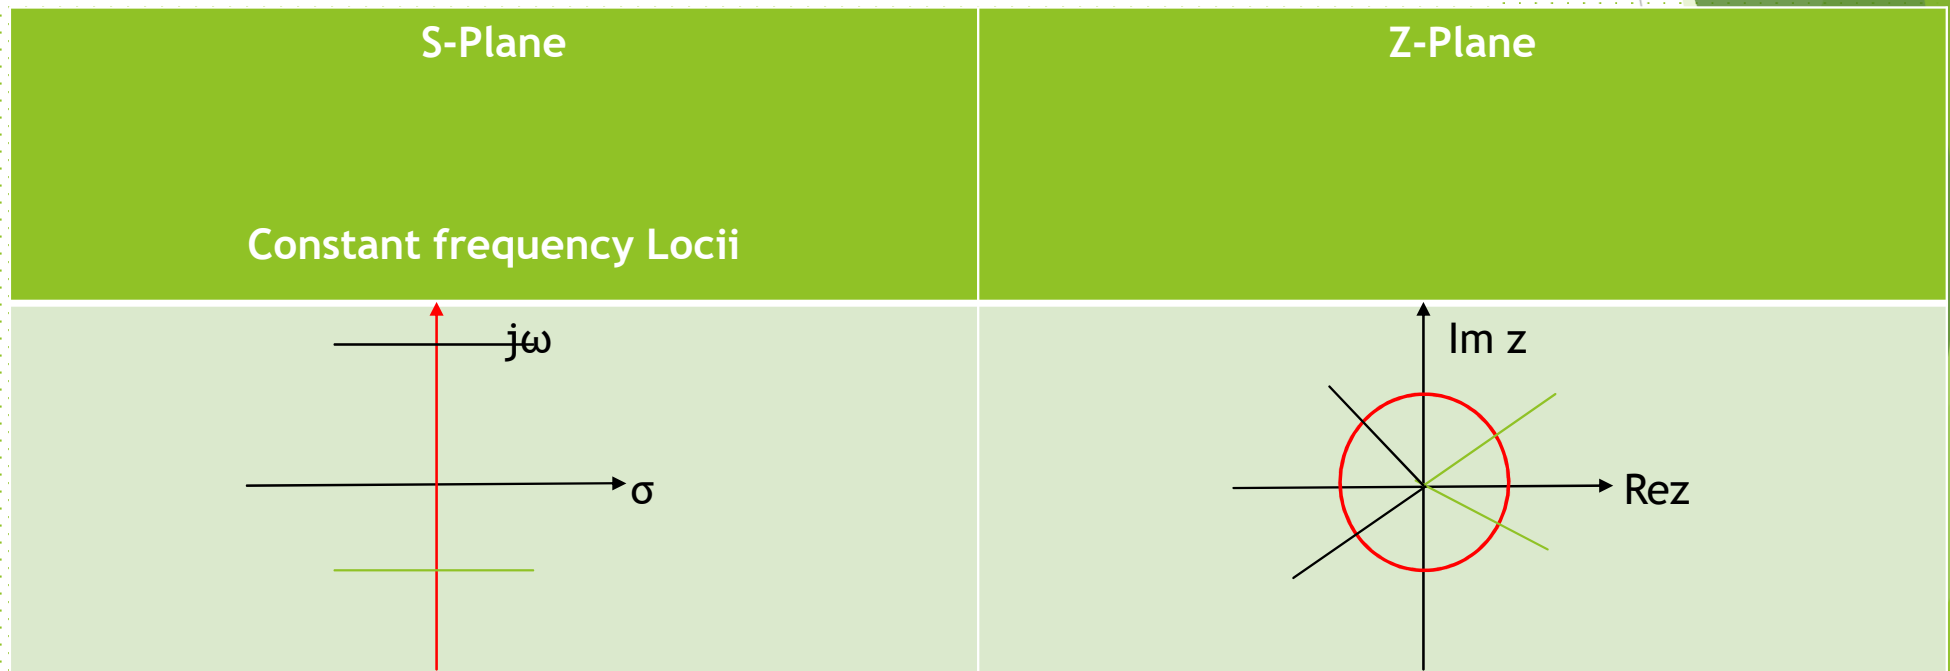 S-Plane
Constant frequency Locii
Z-Plane
jω
σ
Im z
Rez